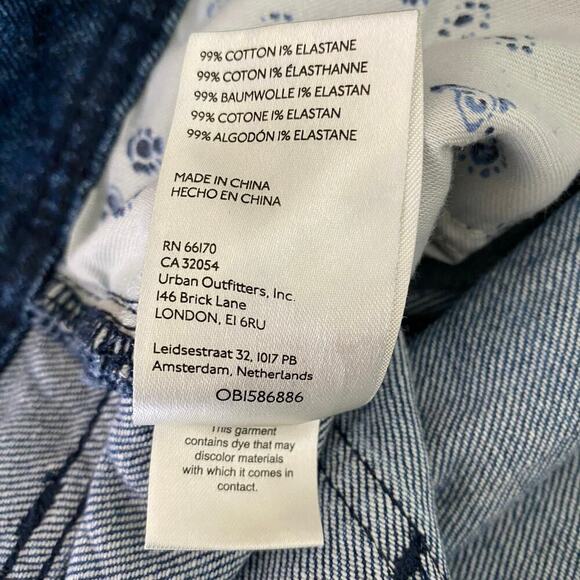 99% COTTON 1% ELASTANE
99% COTON 1% ÉLASTHANNE
99% BAUMWOLLE 1% ELASTAN
99% COTONE 1% ELASTAN
99% ALGODÓN 1% ELASTANE
MADE IN CHINA
HECHO EN CHINA
RN 66170
CA 32054
Urban Outfitters, Inc.
146 Brick Lane
LONDON, E1 6RU
Leidsestraat 32, 1017 PB
Amsterdam, Netherlands
OB1586886
This garment
contains dye that may
discolor materials
with which it comes in
contact.